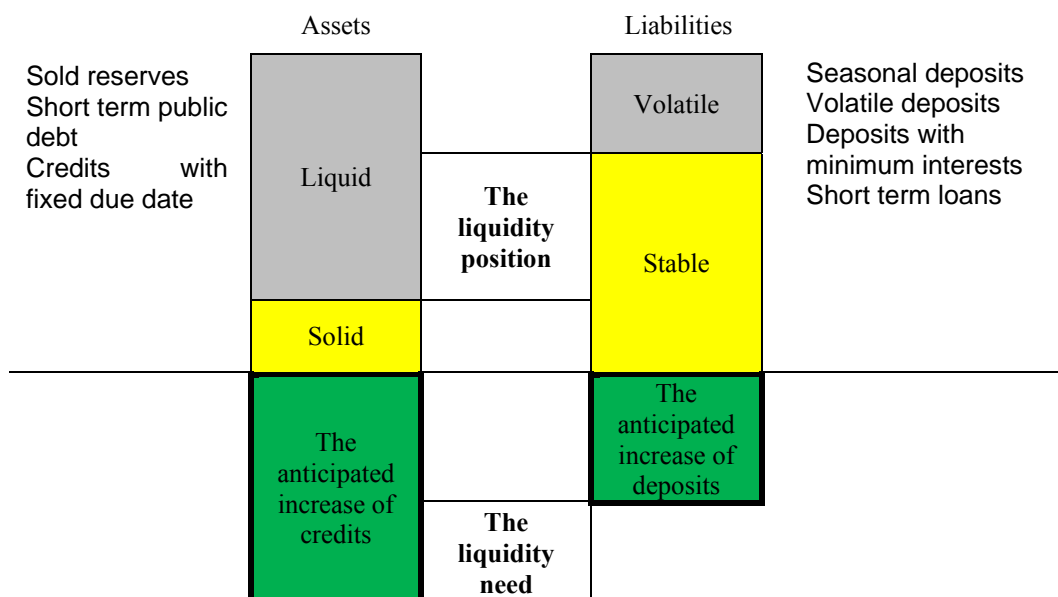 Assets
Liabilities
Sold reserves
Short term public
debt
Credits with
fixed due date
Liquid
Solid
The
liquidity
position
Volatile
Stable
Seasonal deposits
Volatile deposits
Deposits with
minimum interests
Short term loans
The
anticipated
increase of
credits
The
liquidity
need
The
anticipated
increase of
deposits